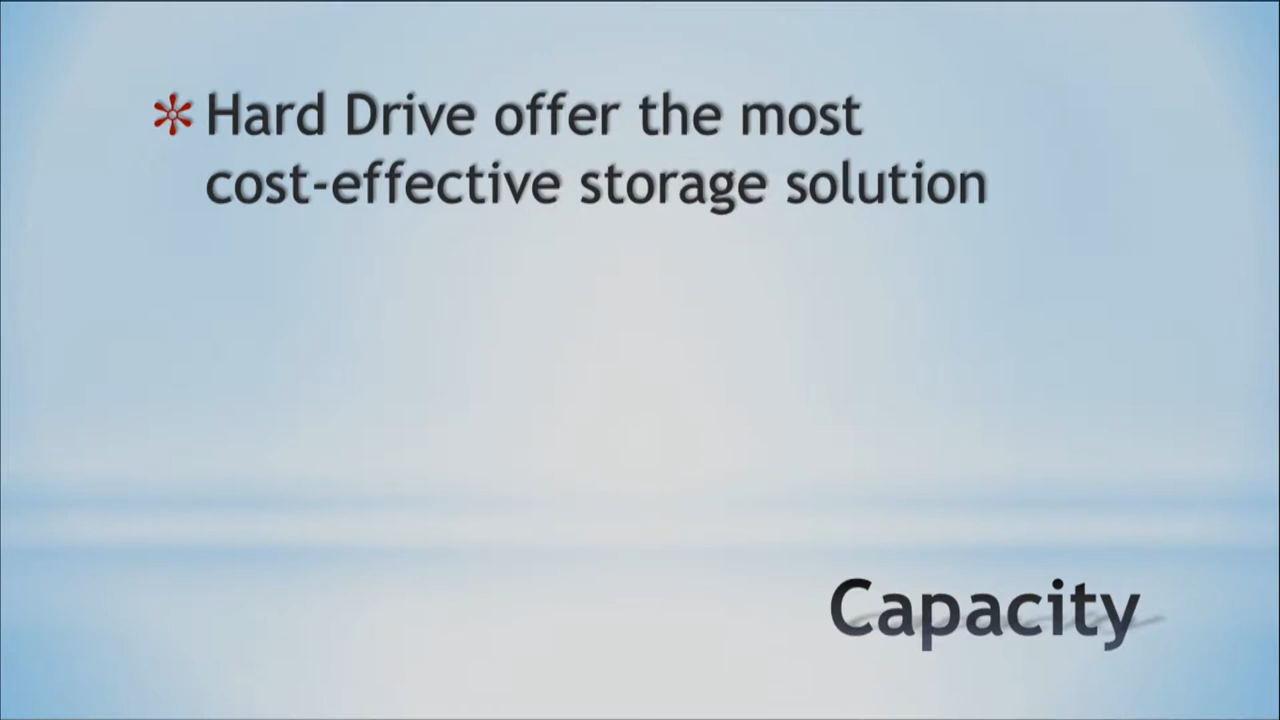 * Hard Drive offer the most
cost-effective storage solution
Capacity